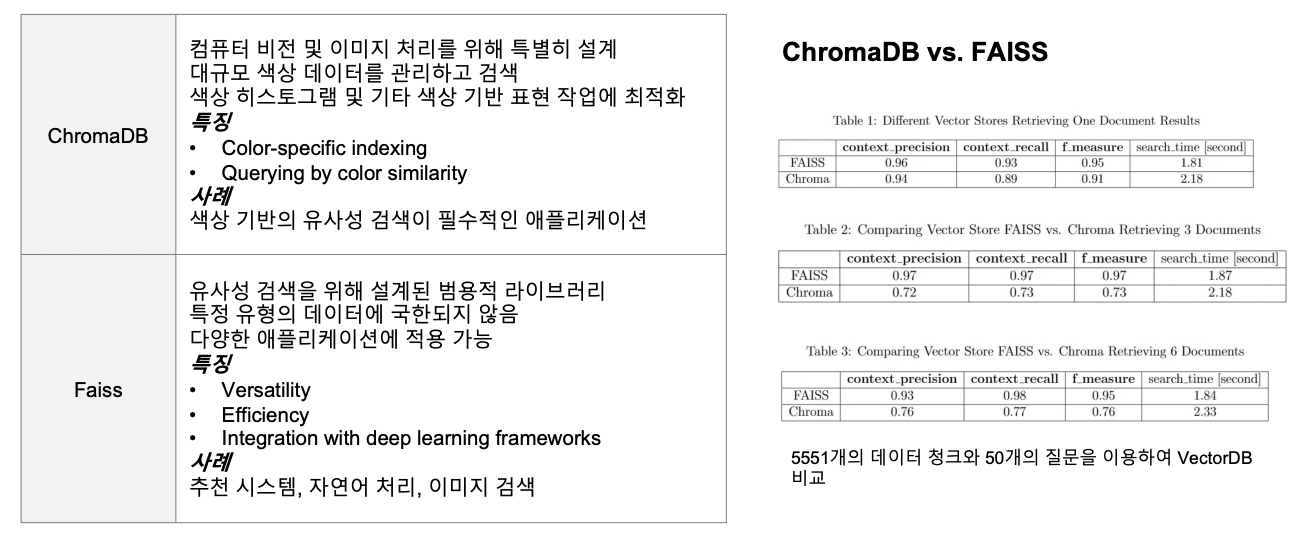 ChromaDB
컴퓨터 비전 및 이미지 처리를 위해 특별히 설계
대규모 색상 데이터를 관리하고 검색
색상 히스토그램 및 기타 색상 기반 표현 작업에 최적화
특징
• Color-specific indexing
• Querying by color similarity
사례
색상 기반의 유사성 검색이 필수적인 애플리케이션
Faiss
유사성 검색을 위해 설계된 범용적 라이브러리
특정 유형의 데이터에 국한되지 않음
다양한 애플리케이션에 적용 가능
특징
• Versatility
• Efficiency
• Integration with deep learning frameworks
사례
추천 시스템, 자연어 처리, 이미지 검색
ChromaDB vs. FAISS
Table 1: Different Vector Stores Retrieving One Document Results
context_precision context_recall f_measure search_time [second]
FAISS 0.96 0.93 0.95 1.81
Chroma 0.94 0.89 0.91 2.18
Table 2: Comparing Vector Store FAISS vs. Chroma Retrieving 3 Documents
context_precision context_recall f_measure search_time [second]
FAISS 0.97 0.97 0.97 1.87
Chroma 0.72 0.73 0.73 2.18
Table 3: Comparing Vector Store FAISS vs. Chroma Retrieving 6 Documents
context_precision context_recall f_measure search_time [second]
FAISS 0.93 0.98 0.95 1.84
Chroma 0.76 0.77 0.76 2.33
5551개의 데이터 청크와 50개의 질문을 이용하여 VectorDB
비교